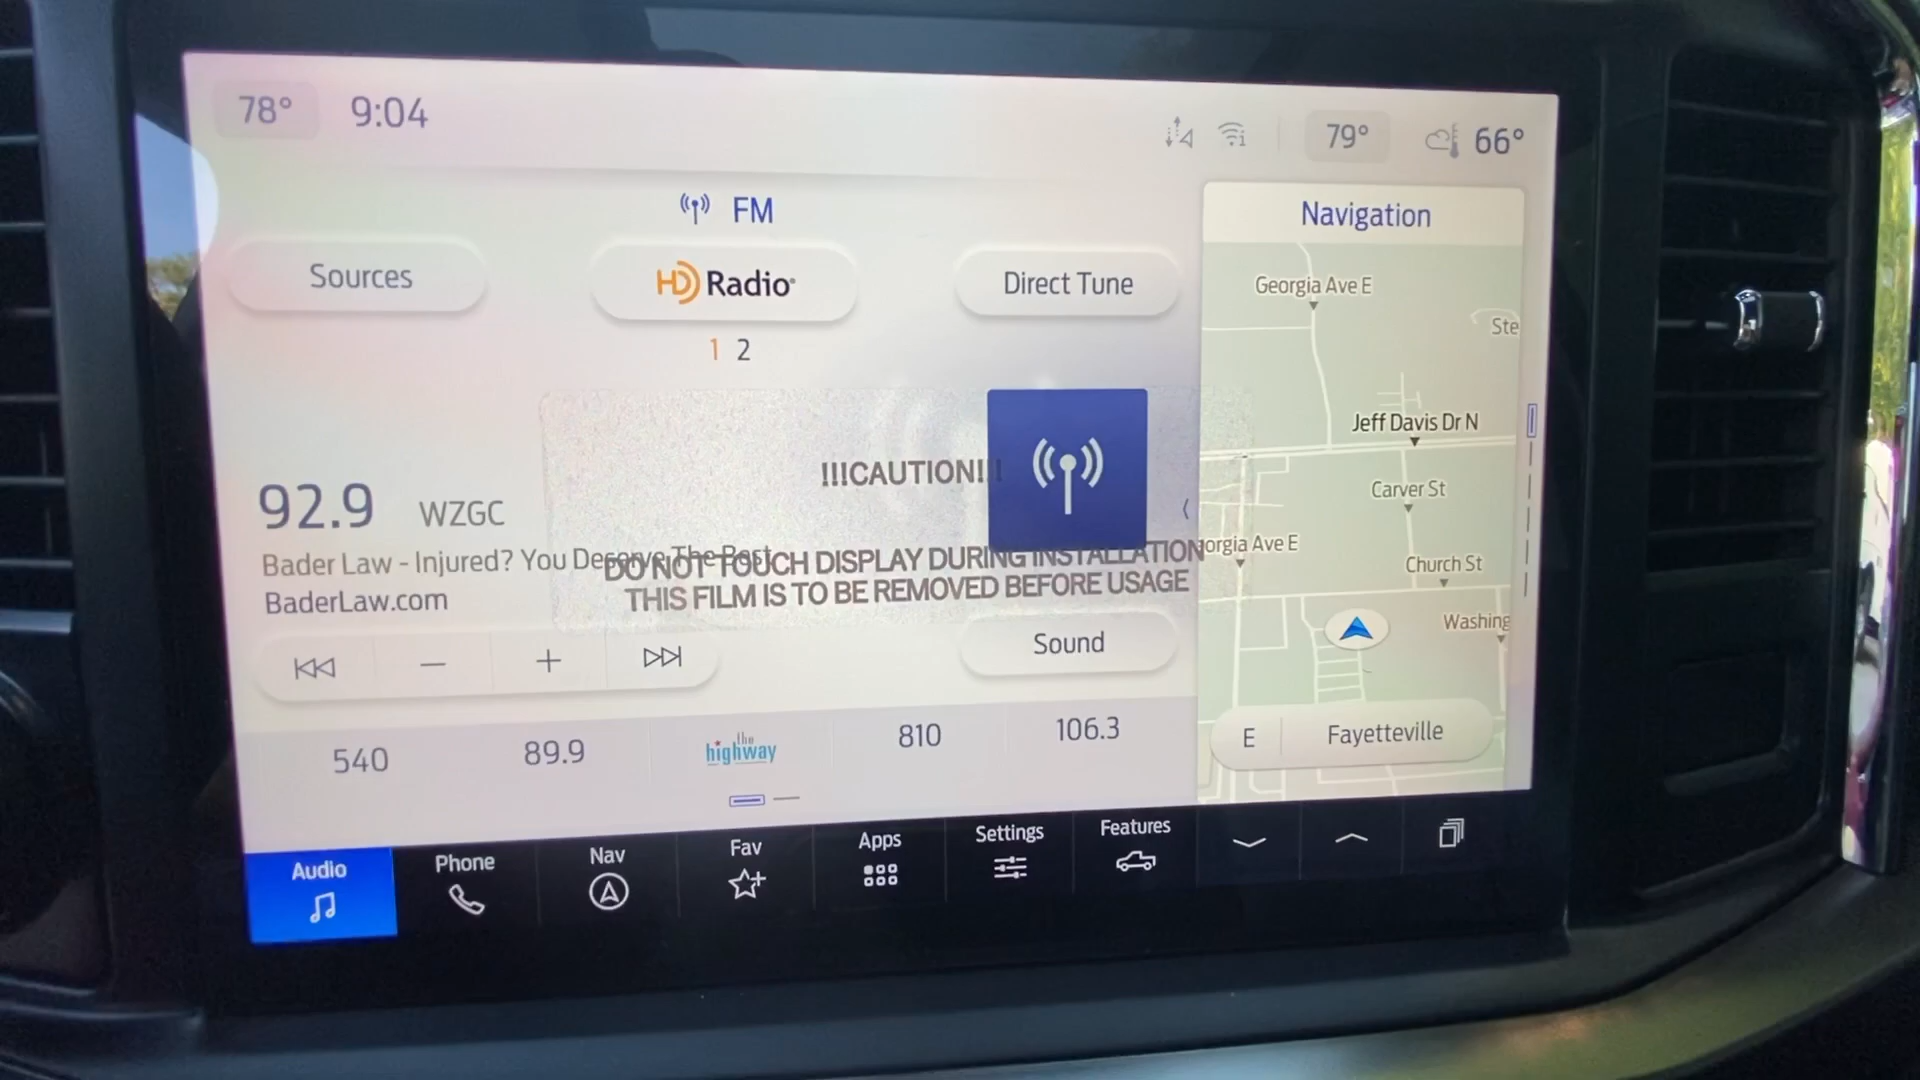 78° 9:04
79° 66°
FM
Navigation
Sources
HD Radio
Direct Tune
1 2
Georgia Ave E
Ste
Jeff Davis Dr N
!!!CAUTION!!!
Carver St
92.9 WZGC
Bader Law - Injured? You Deserve The Best
BaderLaw.com
DO NOT TOUCH DISPLAY DURING INSTALLATION
THIS FILM IS TO BE REMOVED BEFORE USAGE
orgia Ave E
Church St
Washing
Sound
E Fayetteville
540 89.9 the highway 810 106.3
Audio Phone Nav Fav Apps Settings Features